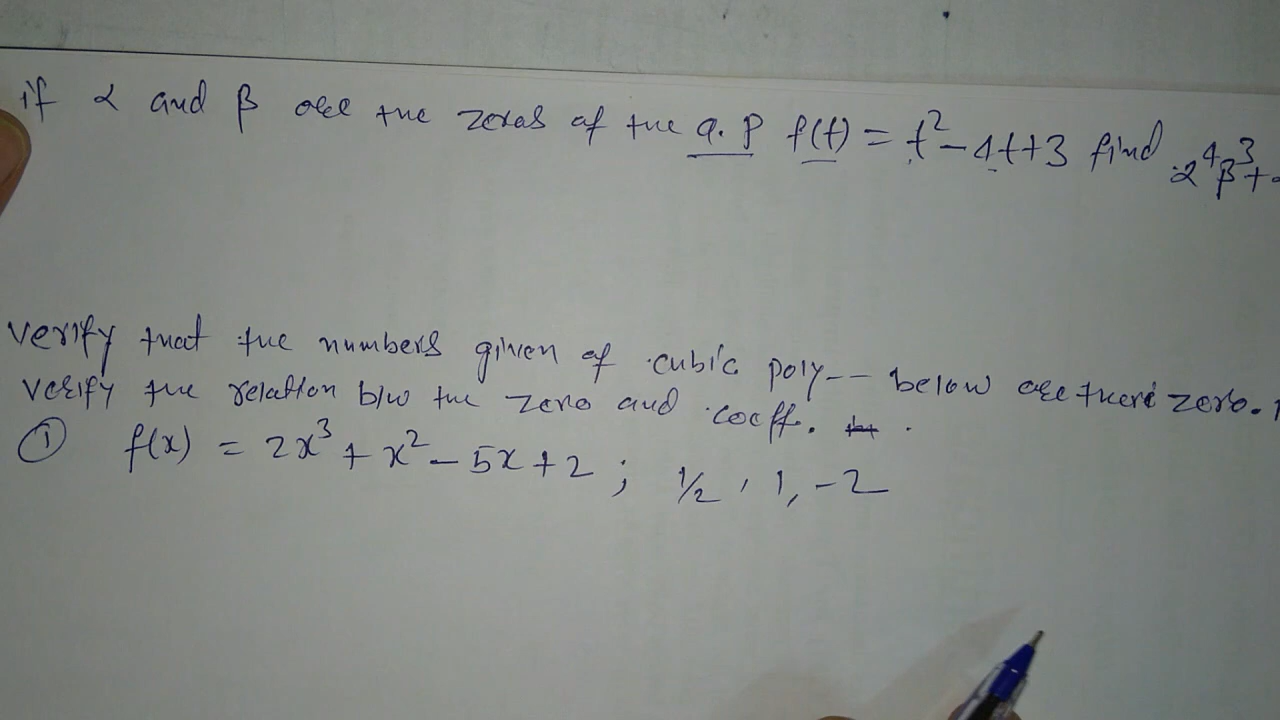 if α and β are the zeros of the q.p f(t) = t² - 4t+3 find α⁴β³+
verify that the numbers given of cubic poly-- below are there zero.
verify the relation b/w the zero and coeff.
① f(x) = 2x³ + x² - 5x + 2 ; 1/2 , 1, -2